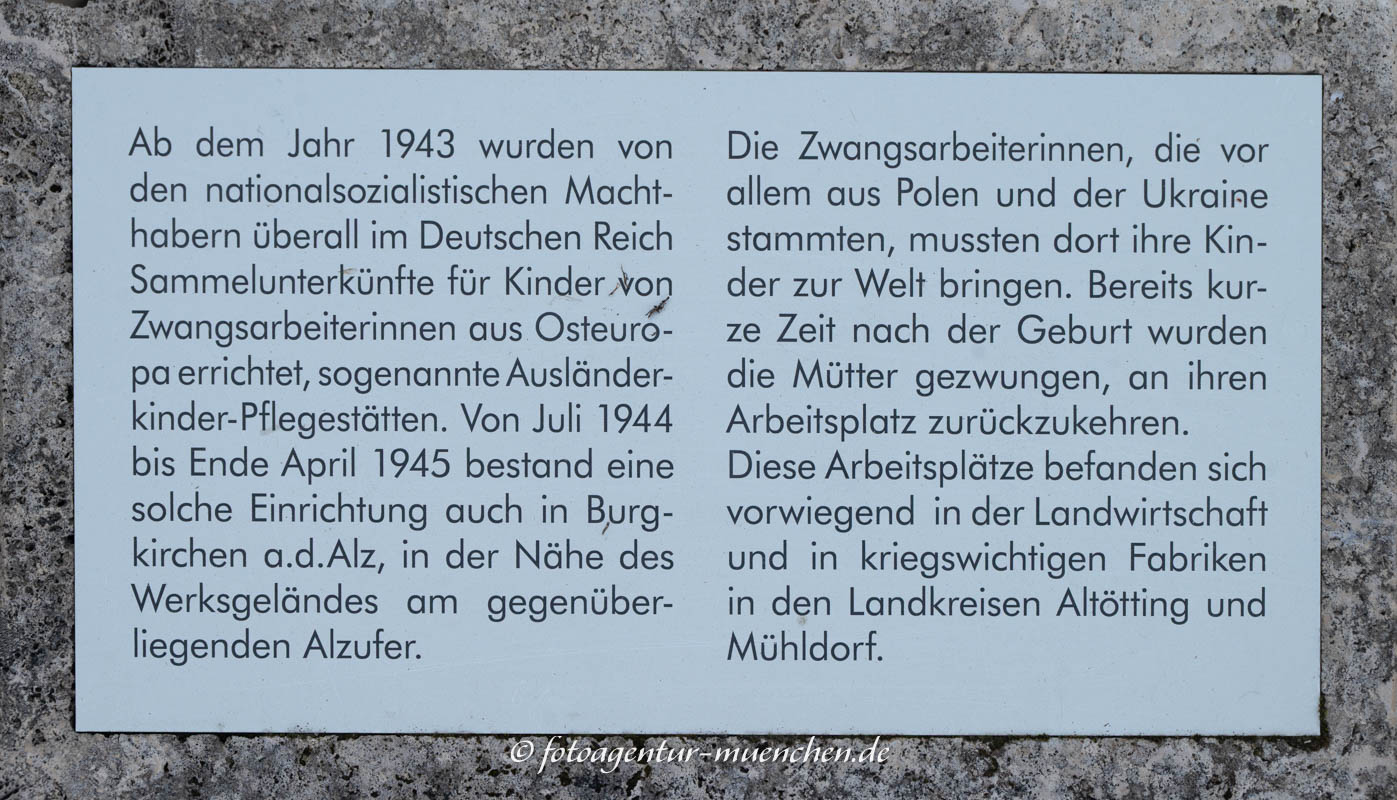 Ab dem Jahr 1943 wurden von
den nationalsozialistischen Macht-
habern überall im Deutschen Reich
Sammelunterkünfte für Kinder von
Zwangsarbeiterinnen aus Osteuro-
pa errichtet, sogenannte Ausländer-
kinder-Pflegestätten. Von Juli 1944
bis Ende April 1945 bestand eine
solche Einrichtung auch in Burg-
kirchen a.d.Alz, in der Nähe des
Werksgeländes am gegenüber-
liegenden Alzufer.
Die Zwangsarbeiterinnen, die vor
allem aus Polen und der Ukraine
stammten, mussten dort ihre Kin-
der zur Welt bringen. Bereits kur-
ze Zeit nach der Geburt wurden
die Mütter gezwungen, an ihren
Arbeitsplatz zurückzukehren.
Diese Arbeitsplätze befanden sich
vorwiegend in der Landwirtschaft
und in kriegswichtigen Fabriken
in den Landkreisen Altötting und
Mühldorf.
© fotoagentur-muenchen.de